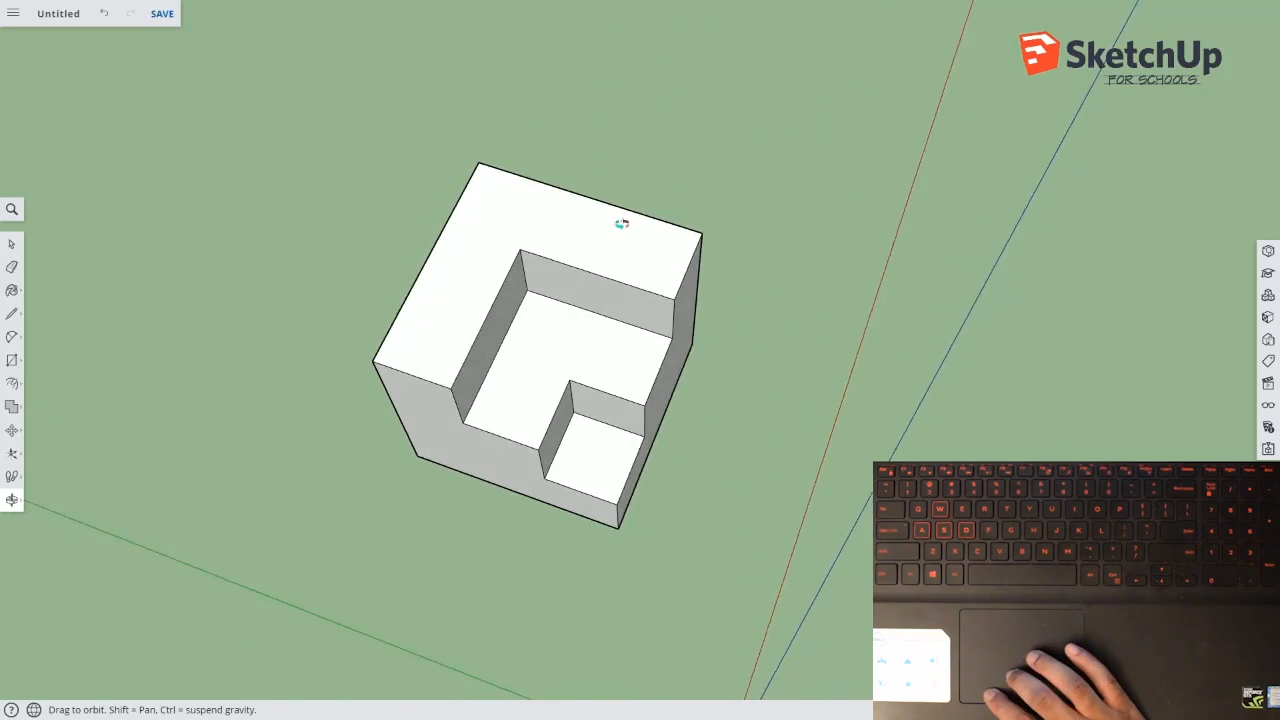 Untitled
SAVE
SketchUp
FOR SCHOOLS
Q W E R T Y U I O P
A S D F G H J K L
Z X C V B N M
Drag to orbit. Shift = Pan, Ctrl = suspend gravity.